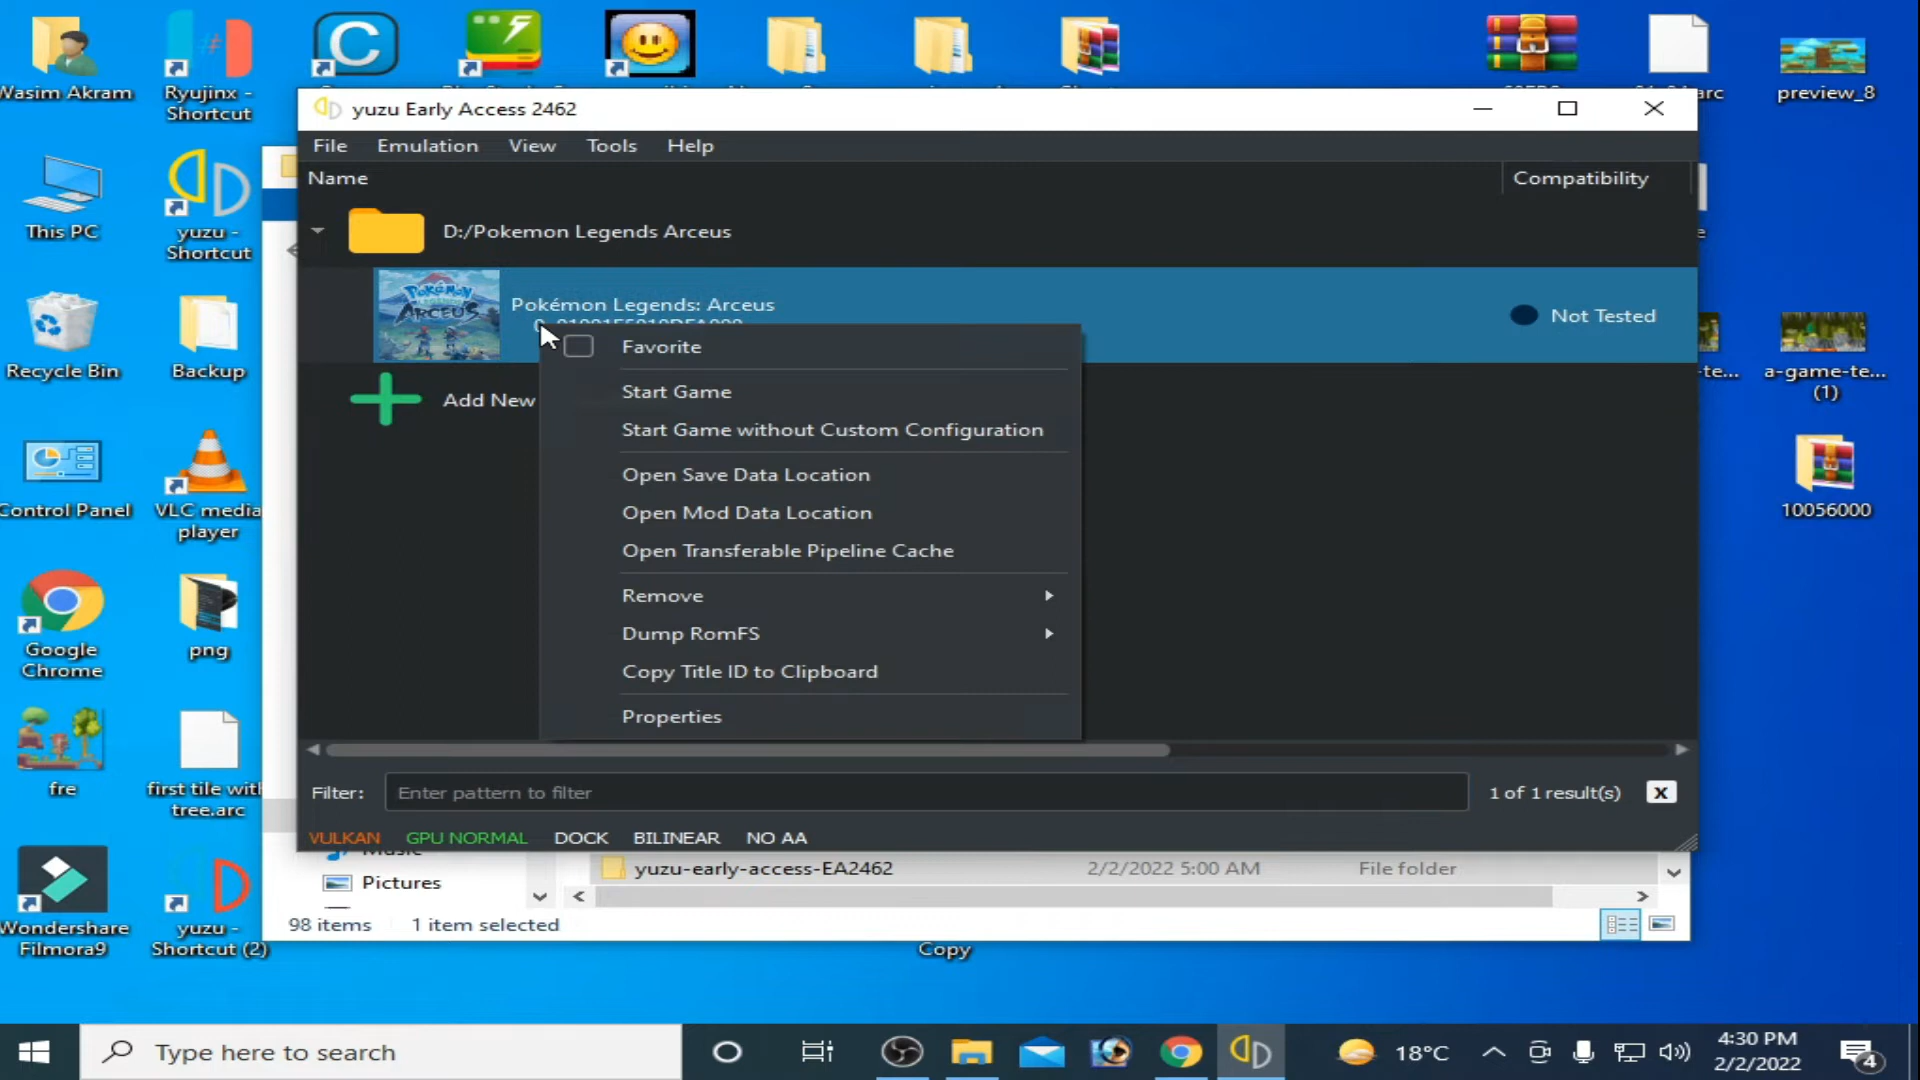 Wasim Akram
Ryujinx -
Shortcut
preview_8
yuzu Early Access 2462
File Emulation View Tools Help
Name
Compatibility
This PC
yuzu -
Shortcut
D:/Pokemon Legends Arceus
Pokémon
LEGENDS
ARCEUS
Pokémon Legends: Arceus
Not Tested
Favorite
Recycle Bin
Backup
Add New
Start Game
Start Game without Custom Configuration
Open Save Data Location
Open Mod Data Location
Open Transferable Pipeline Cache
Remove
Dump RomFS
Copy Title ID to Clipboard
Properties
-te...
a-game-te...
(1)
Control Panel
VLC media
player
10056000
Google
Chrome
png
fre
first tile with
tree.arc
Filter:
Enter pattern to filter
1 of 1 result(s)
X
VULKAN GPU NORMAL DOCK BILINEAR NO AA
Pictures
yuzu-early-access-EA2462
2/2/2022 5:00 AM
File folder
98 items
1 item selected
Wondershare
Filmora9
yuzu -
Shortcut (2)
Copy
Type here to search
18°C
4:30 PM
2/2/2022
4